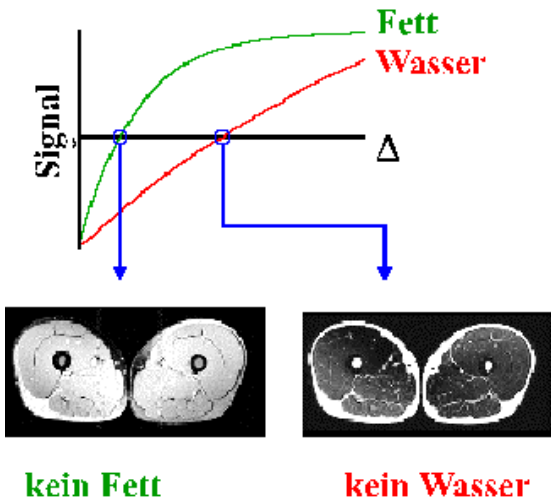 Fett
Wasser
Signal
Δ
kein Fett
kein Wasser